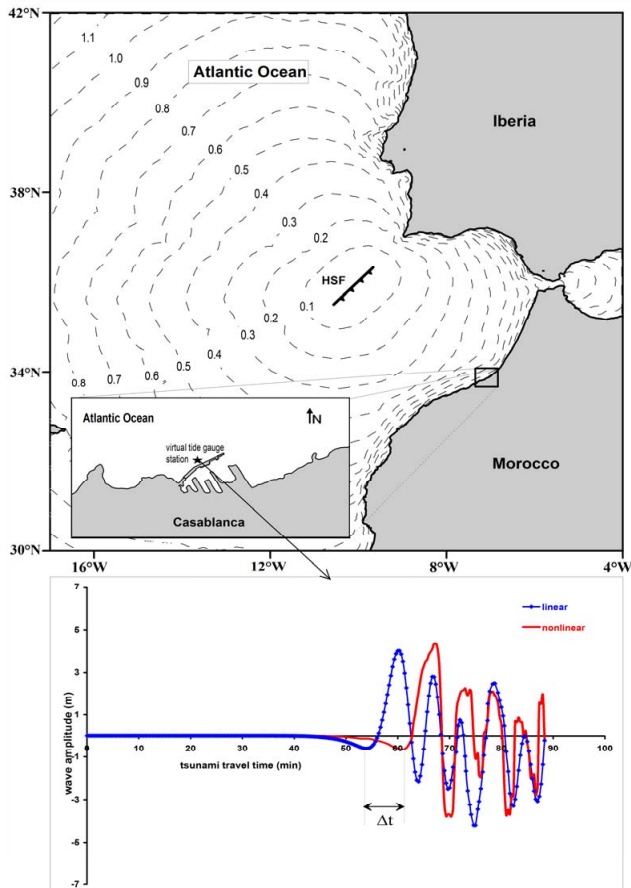 42°N
1.1
1.0
0.9
Atlantic Ocean
0.8
0.7
Iberia
0.6
0.5
38°N
0.4
0.3
0.2
HSF
0.1
0.2
0.3
0.4
0.5
34°N
0.8 0.7 0.6
Atlantic Ocean
N
virtual tide gauge
station
Morocco
Casablanca
30°N
16°W 12°W 8°W 4°W
7
linear
5
nonlinear
3
1
0 10 20 30 40 50 60 70 80 90 100
-1
tsunami travel time (min)
wave amplitude (m)
-3
Δt
-5
-7